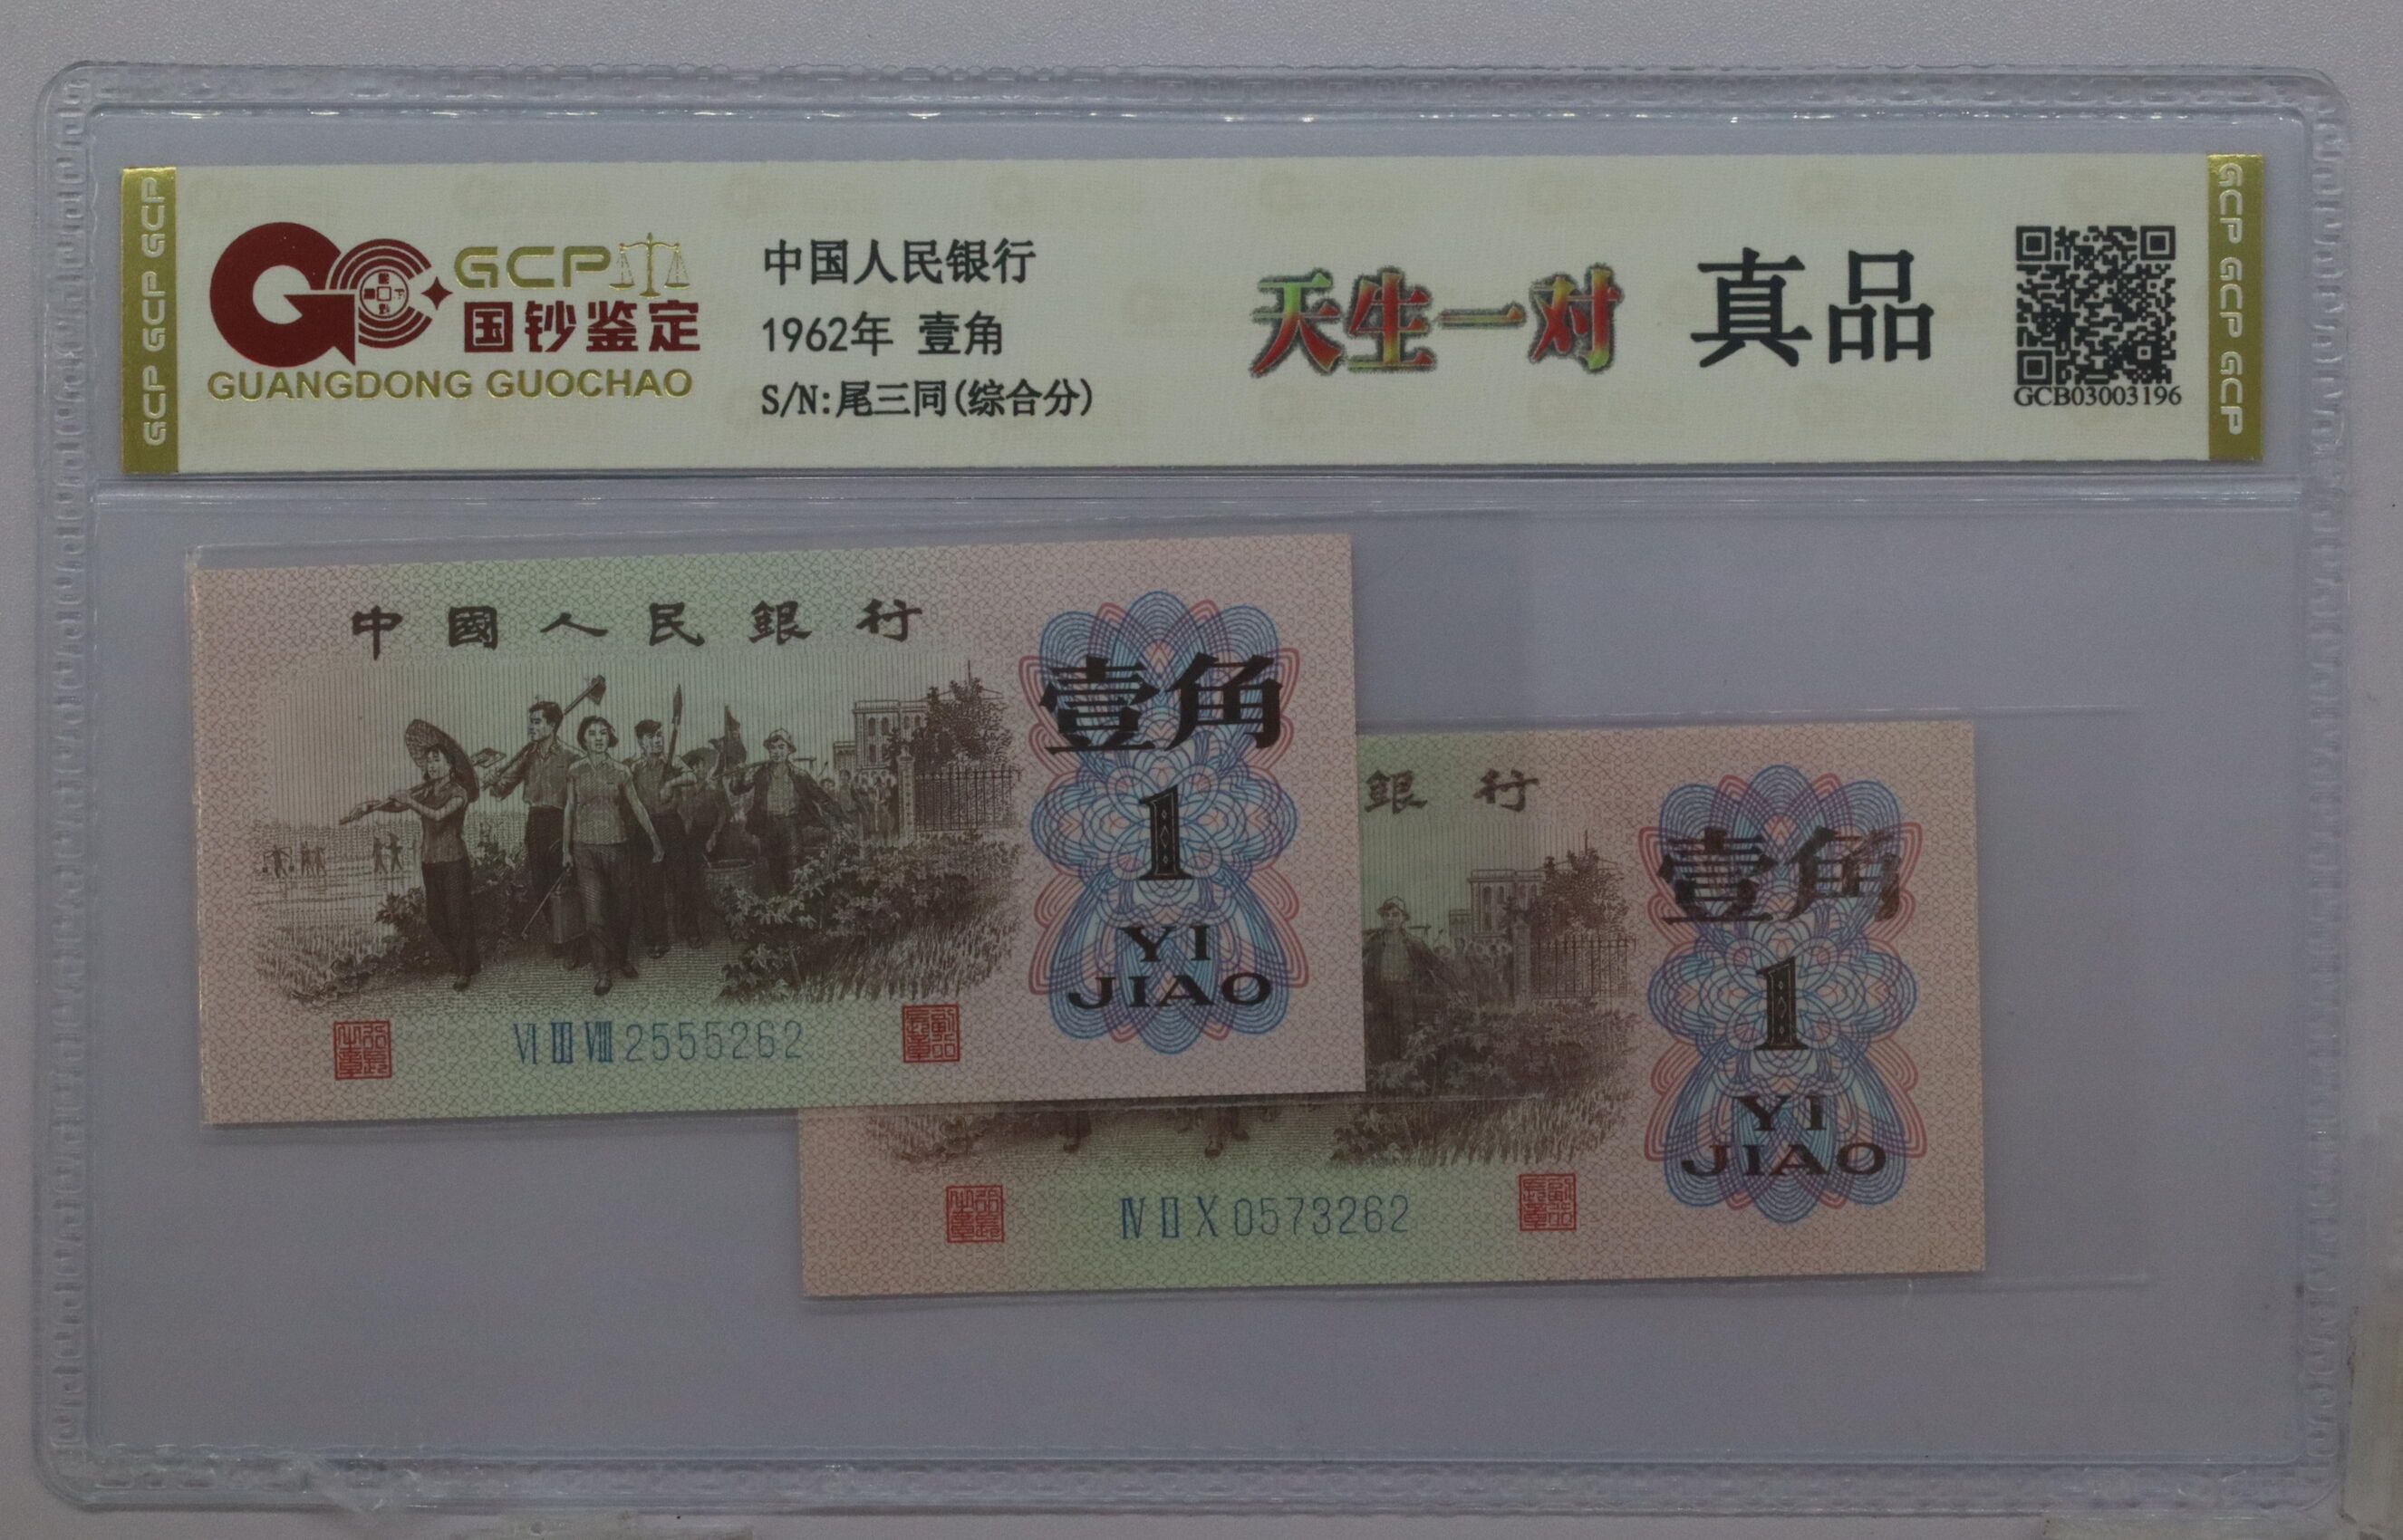 GCP GCP GCP
GCP
国钞鉴定
GUANGDONG GUOCHAO
中国人民银行
1962年 壹角
S/N:尾三同(综合分)
天生一对
真品
GCB03003196
GCP GCP GCP
中國人民銀行
壹角
1
YI
JIAO
ⅥⅢⅧ2555262
銀行
壹角
1
YI
JIAO
ⅣⅡⅩ0573262